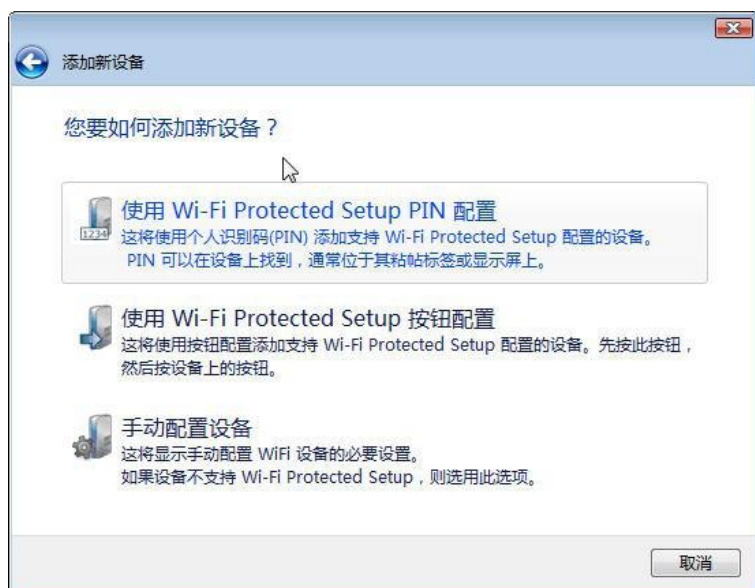 添加新设备
您要如何添加新设备？
使用 Wi-Fi Protected Setup PIN 配置
1234
这将使用个人识别码(PIN) 添加支持 Wi-Fi Protected Setup 配置的设备。
PIN 可以在设备上找到，通常位于其粘帖标签或显示屏上。
使用 Wi-Fi Protected Setup 按钮配置
这将使用按钮配置添加支持 Wi-Fi Protected Setup 配置的设备。先按此按钮，
然后按设备上的按钮。
手动配置设备
这将显示手动配置 WiFi 设备的必要设置。
如果设备不支持 Wi-Fi Protected Setup，则选用此选项。
取消